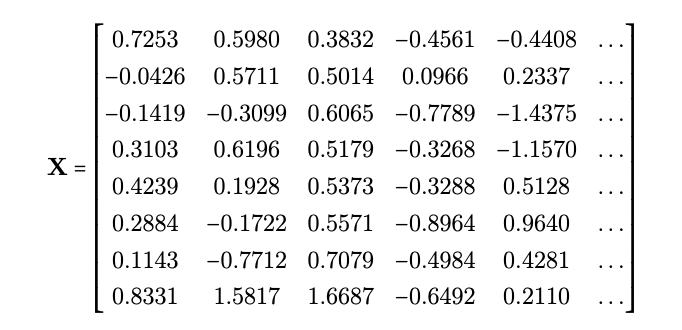 0.7253 0.5980 0.3832 −0.4561 −0.4408 ...
−0.0426 0.5711 0.5014 0.0966 0.2337 ...
−0.1419 −0.3099 0.6065 −0.7789 −1.4375 ...
0.3103 0.6196 0.5179 −0.3268 −1.1570 ...
X =
0.4239 0.1928 0.5373 −0.3288 0.5128 ...
0.2884 −0.1722 0.5571 −0.8964 0.9640 ...
0.1143 −0.7712 0.7079 −0.4984 0.4281 ...
0.8331 1.5817 1.6687 −0.6492 0.2110 ...